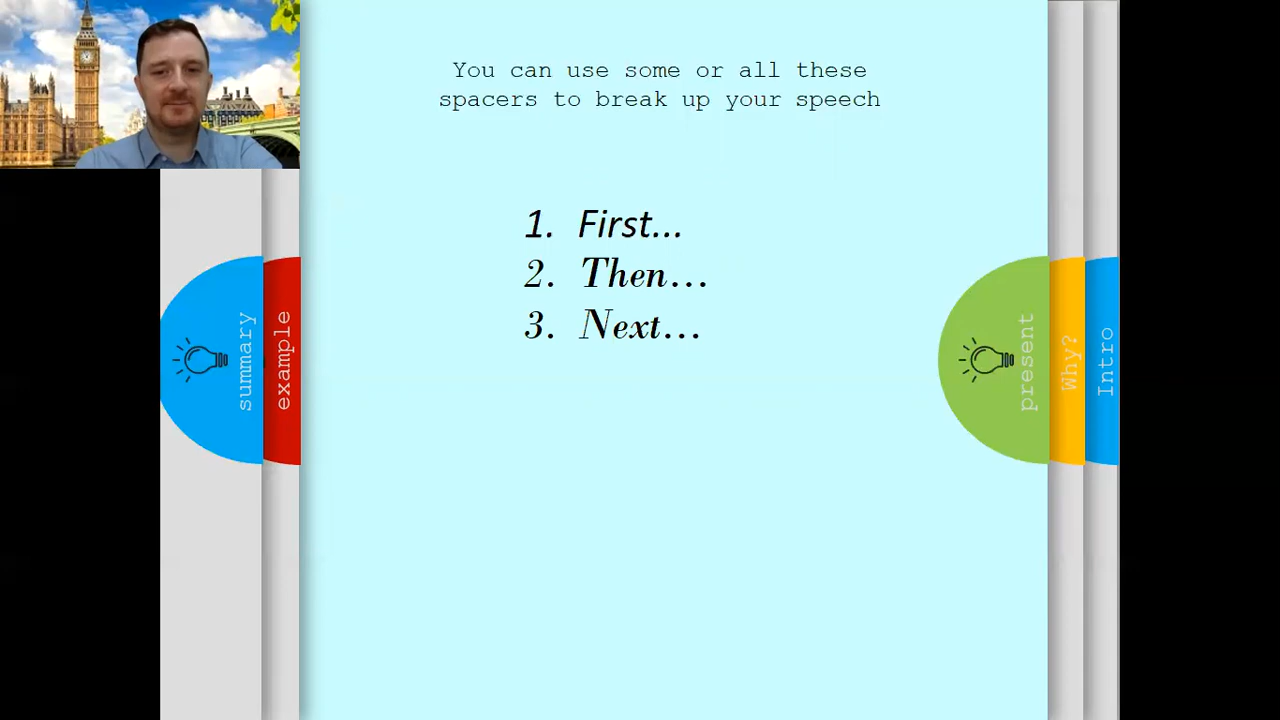 You can use some or all these
spacers to break up your speech
1. First...
2. Then...
3. Next...
summary
example
present
Why?
Intro